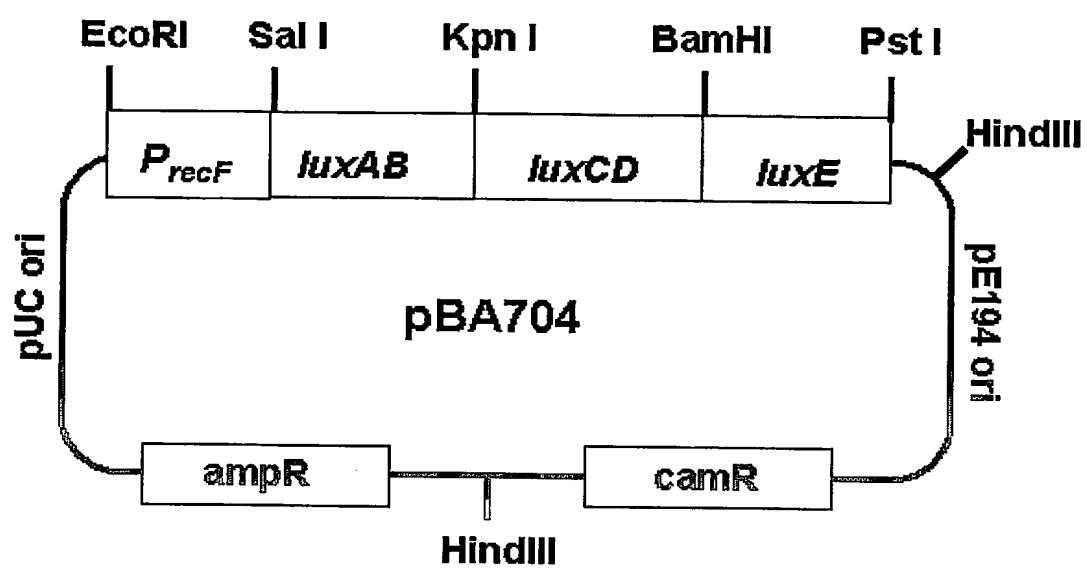 EcoRI
Sal I
Kpn I
BamHI
Pst I
HindIII
PrecF
luxAB
luxCD
luxE
pUC ori
pBA704
pE194 ori
ampR
camR
HindIII